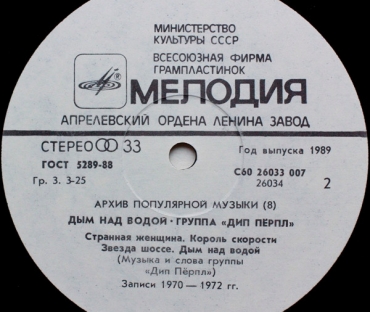 МИНИСТЕРСТВО
КУЛЬТУРЫ СССР
ВСЕСОЮЗНАЯ ФИРМА
ГРАМПЛАСТИНОК
МЕЛОДИЯ
АПРЕЛЕВСКИЙ ОРДЕНА ЛЕНИНА ЗАВОД
СТЕРЕО 33
Год выпуска 1989
ГОСТ 5289-88
С60 26033 007
Гр. 3. 3-25
26034
2
АРХИВ ПОПУЛЯРНОЙ МУЗЫКИ (8)
ДЫМ НАД ВОДОЙ · ГРУППА «ДИП ПЁРПЛ»
Странная женщина. Король скорости
Звезда шоссе. Дым над водой
(Музыка и слова группы
«Дип Пёрпл»)
Записи 1970 — 1972 гг.